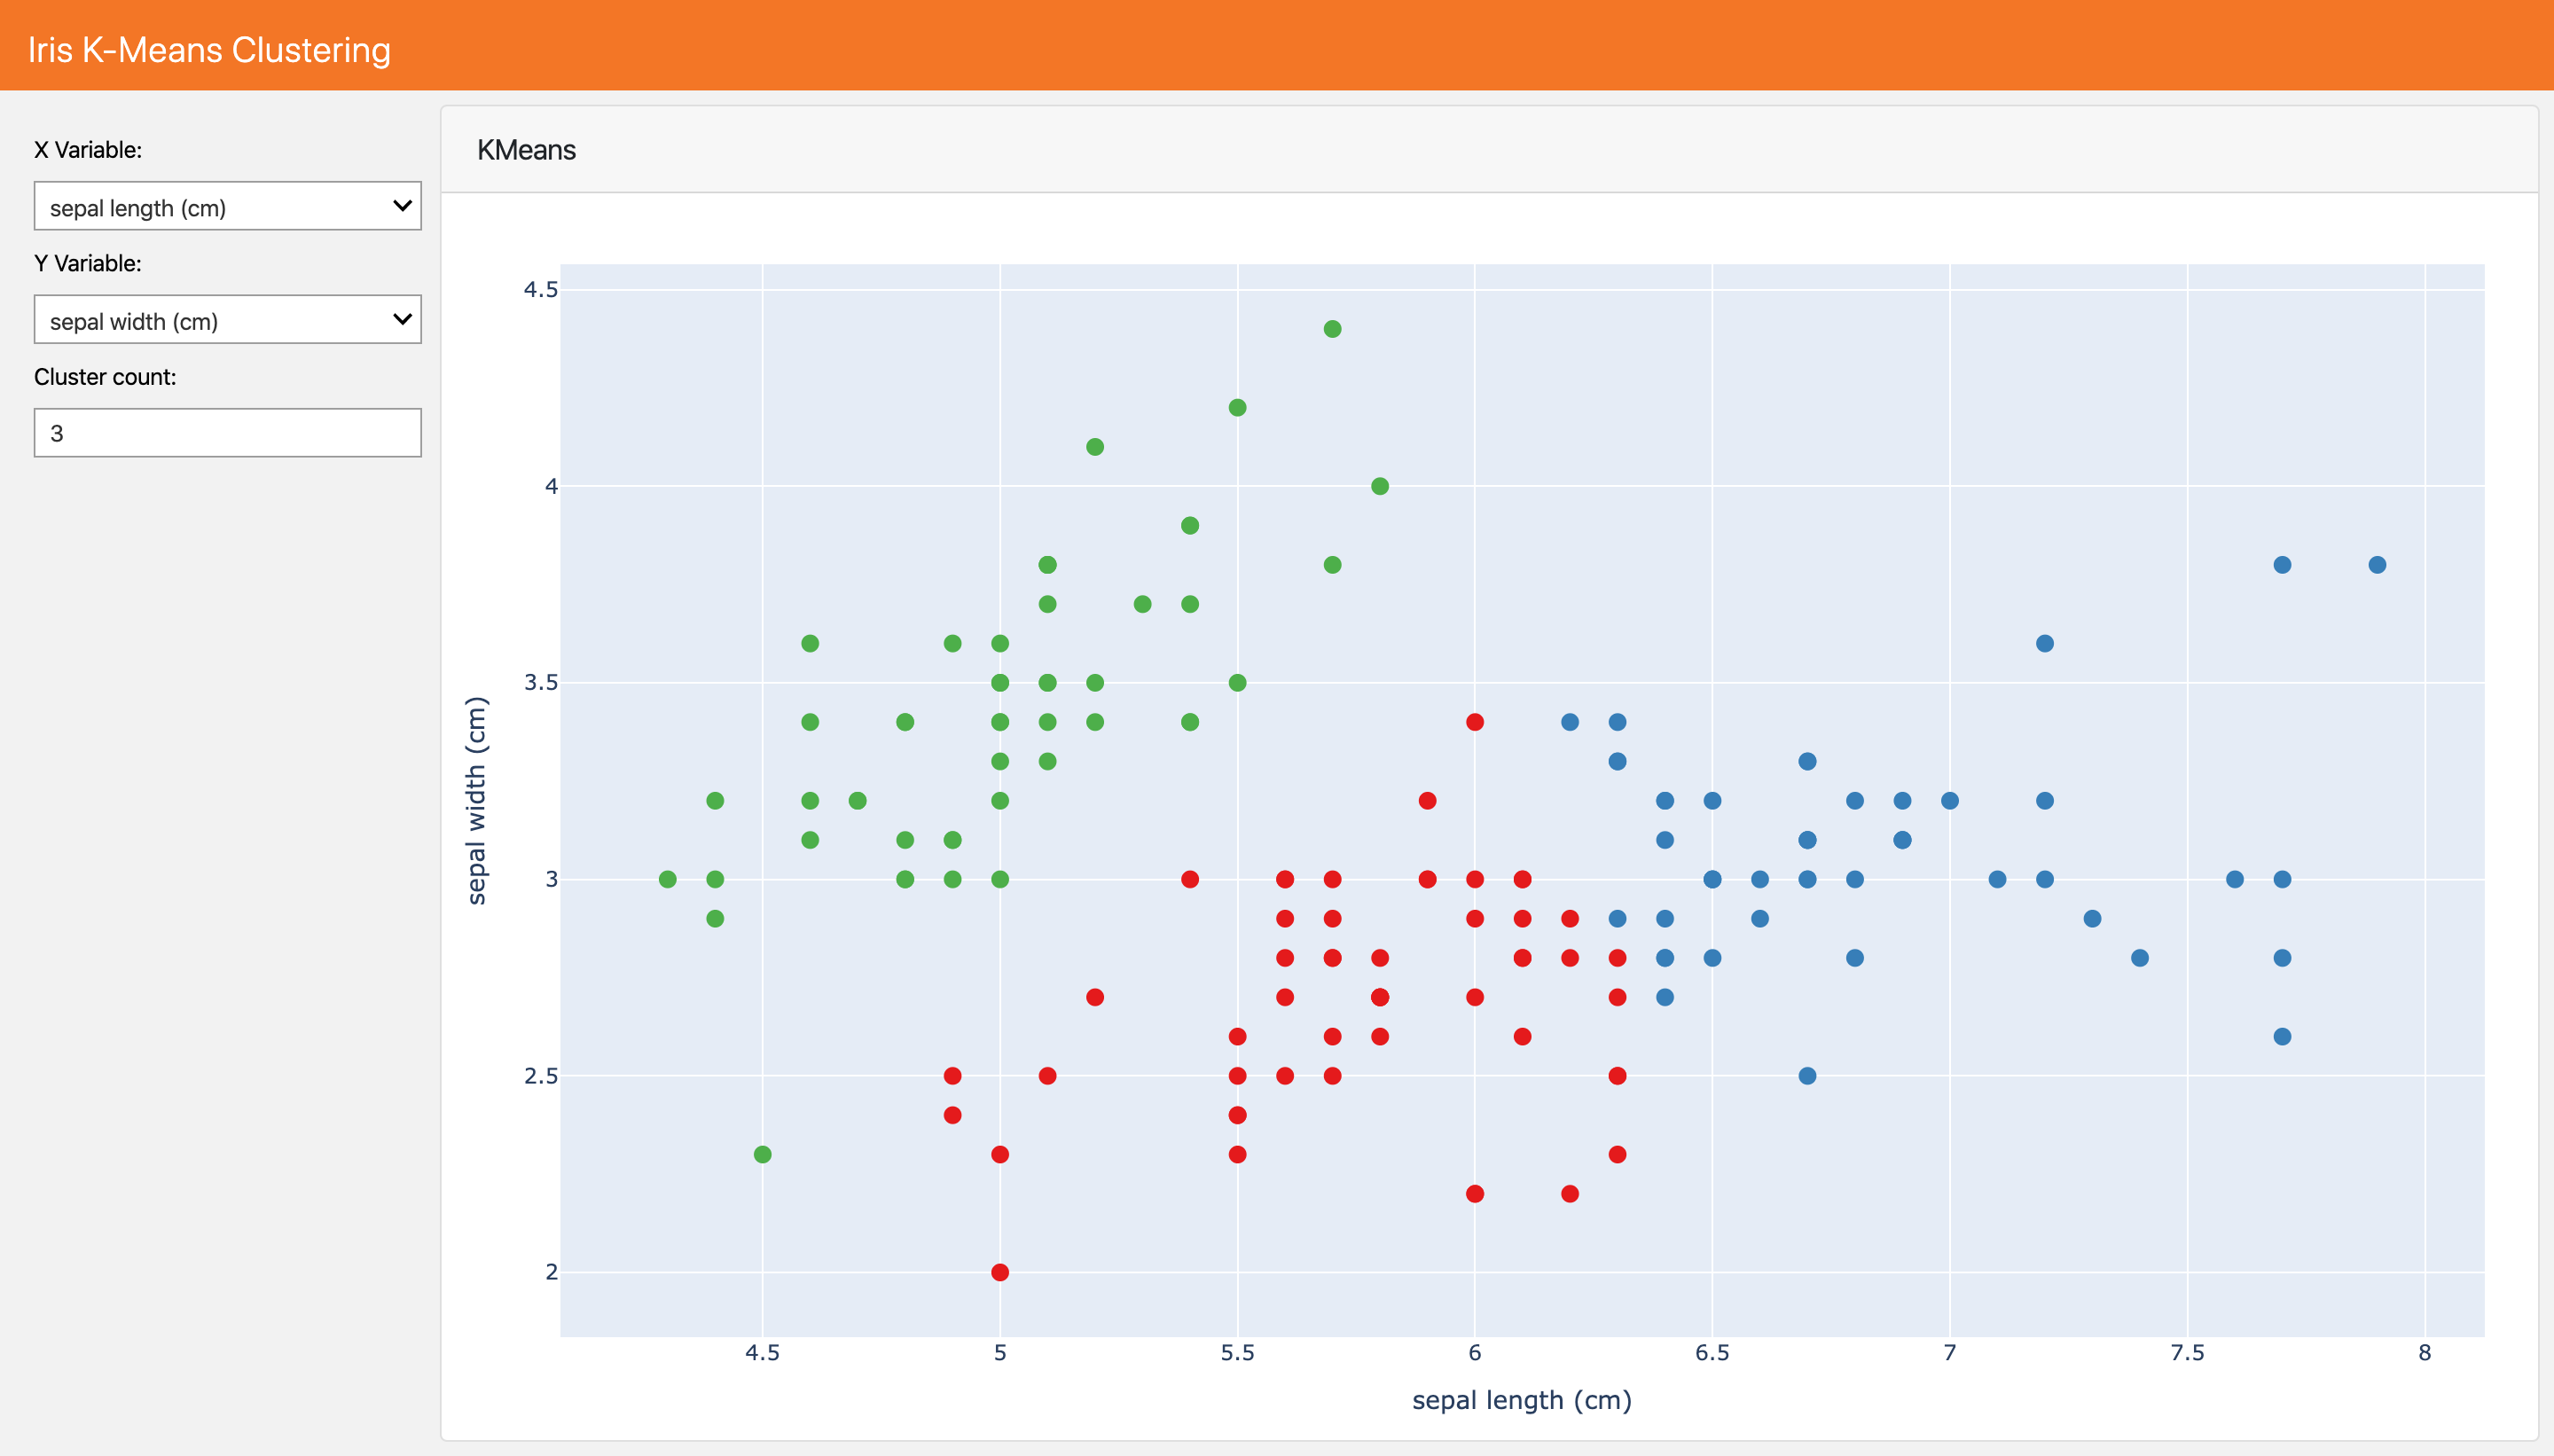 Iris K-Means Clustering
X Variable:
sepal length (cm)
Y Variable:
sepal width (cm)
Cluster count:
3
KMeans
4.5
4
3.5
3
2.5
2
sepal width (cm)
4.5 5 5.5 6 6.5 7 7.5 8
sepal length (cm)